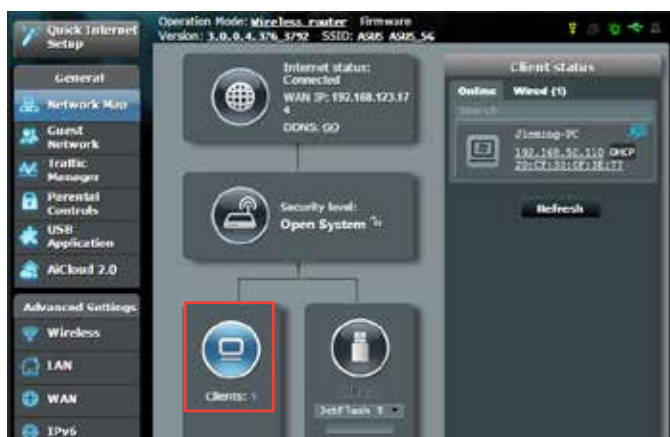 Quick Internet
Setup
Operation Mode: Wireless router Firmware
Version: 3.0.0.4.376_3792 SSID: ASUS ASUS_5G
General
Network Map
Guest
Network
Traffic
Manager
Parental
Controls
USB
Application
AiCloud 2.0
Advanced Settings
Wireless
LAN
WAN
IPv6
Internet status:
Connected
WAN IP: 192.168.123.17
4
DDNS: GO
Security level:
Open System
Clients: 1
JetFlash
Client status
Online Wired (1)
Search
Jieming-PC
192.168.50.110 DHCP
Refresh